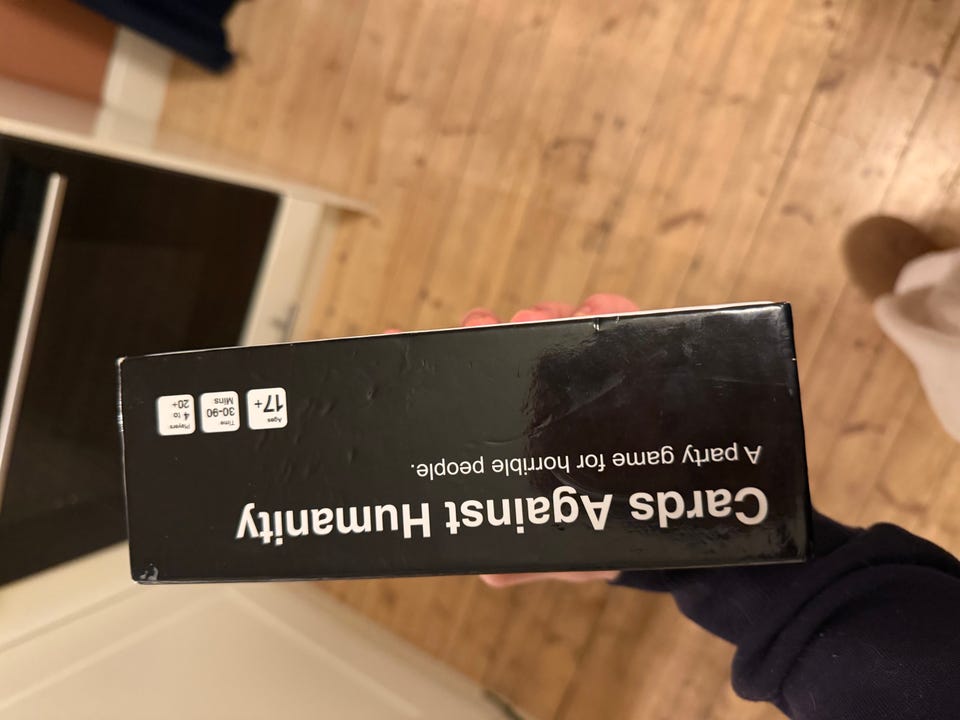 Cards Against Humanity
A party game for horrible people.
Ages
17+
Time:
30-90
Mins:
Players
4 to
20+